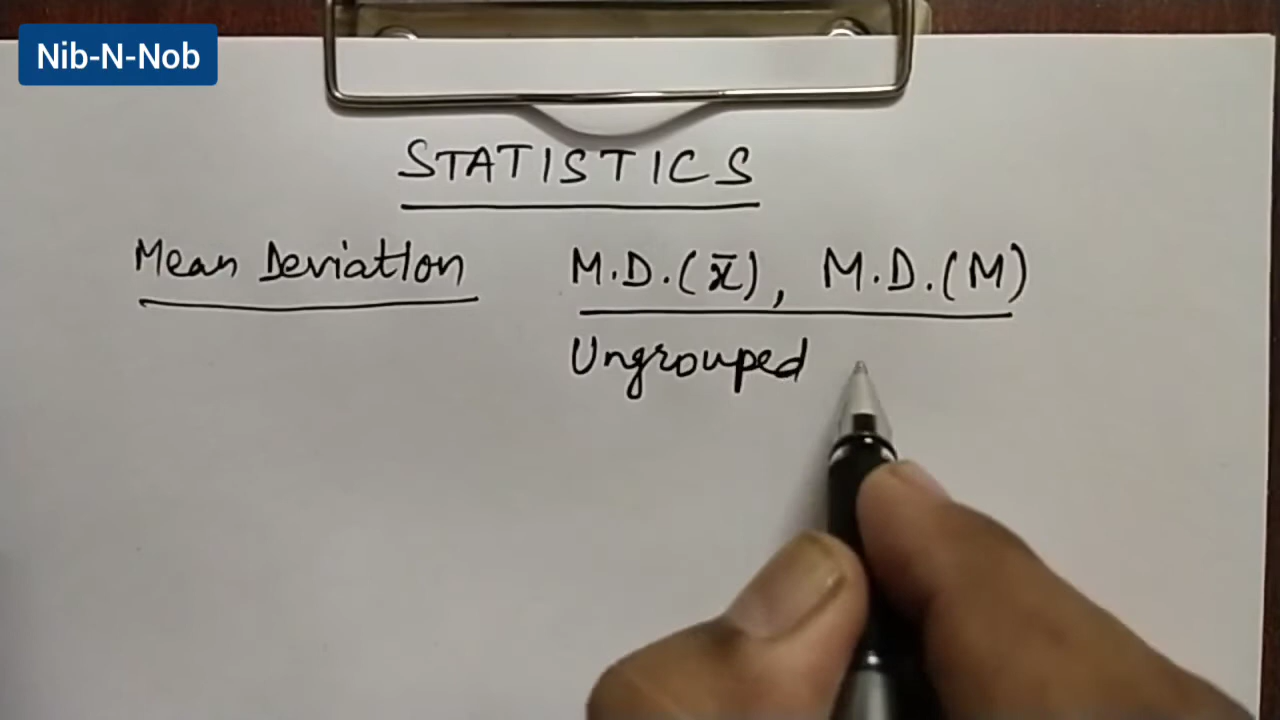 Nib-N-Nob
STATISTICS
Mean Deviation M.D.(x̄), M.D.(M)
Ungrouped